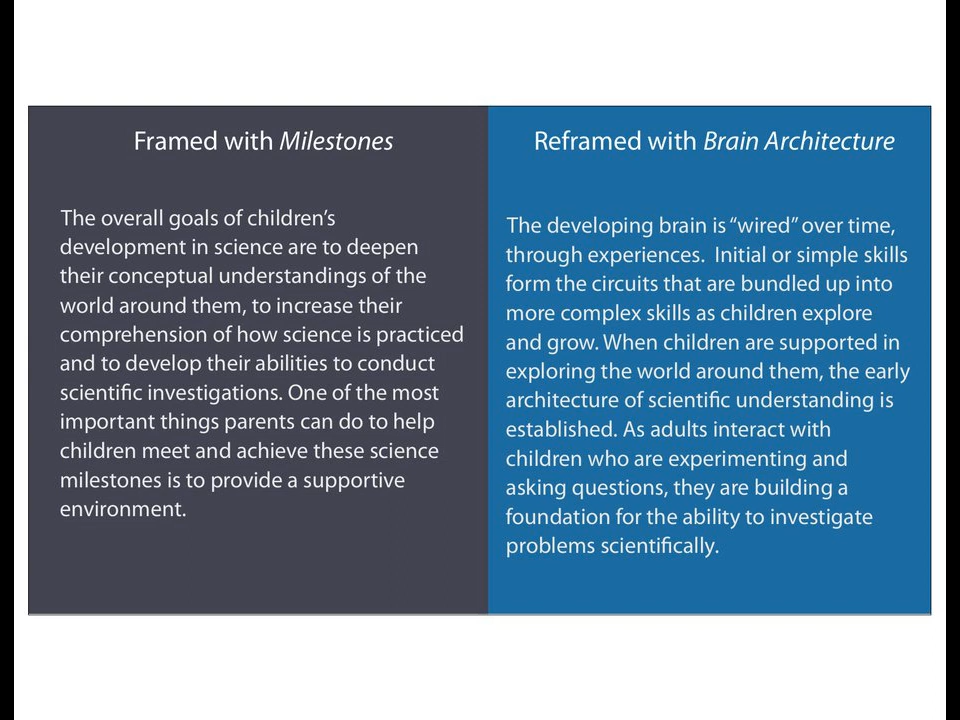 Framed with Milestones
The overall goals of children’s
development in science are to deepen
their conceptual understandings of the
world around them, to increase their
comprehension of how science is practiced
and to develop their abilities to conduct
scientific investigations. One of the most
important things parents can do to help
children meet and achieve these science
milestones is to provide a supportive
environment.
Reframed with Brain Architecture
The developing brain is “wired” over time,
through experiences.  Initial or simple skills
form the circuits that are bundled up into
more complex skills as children explore
and grow. When children are supported in
exploring the world around them, the early
architecture of scientific understanding is
established. As adults interact with
children who are experimenting and
asking questions, they are building a
foundation for the ability to investigate
problems scientifically.